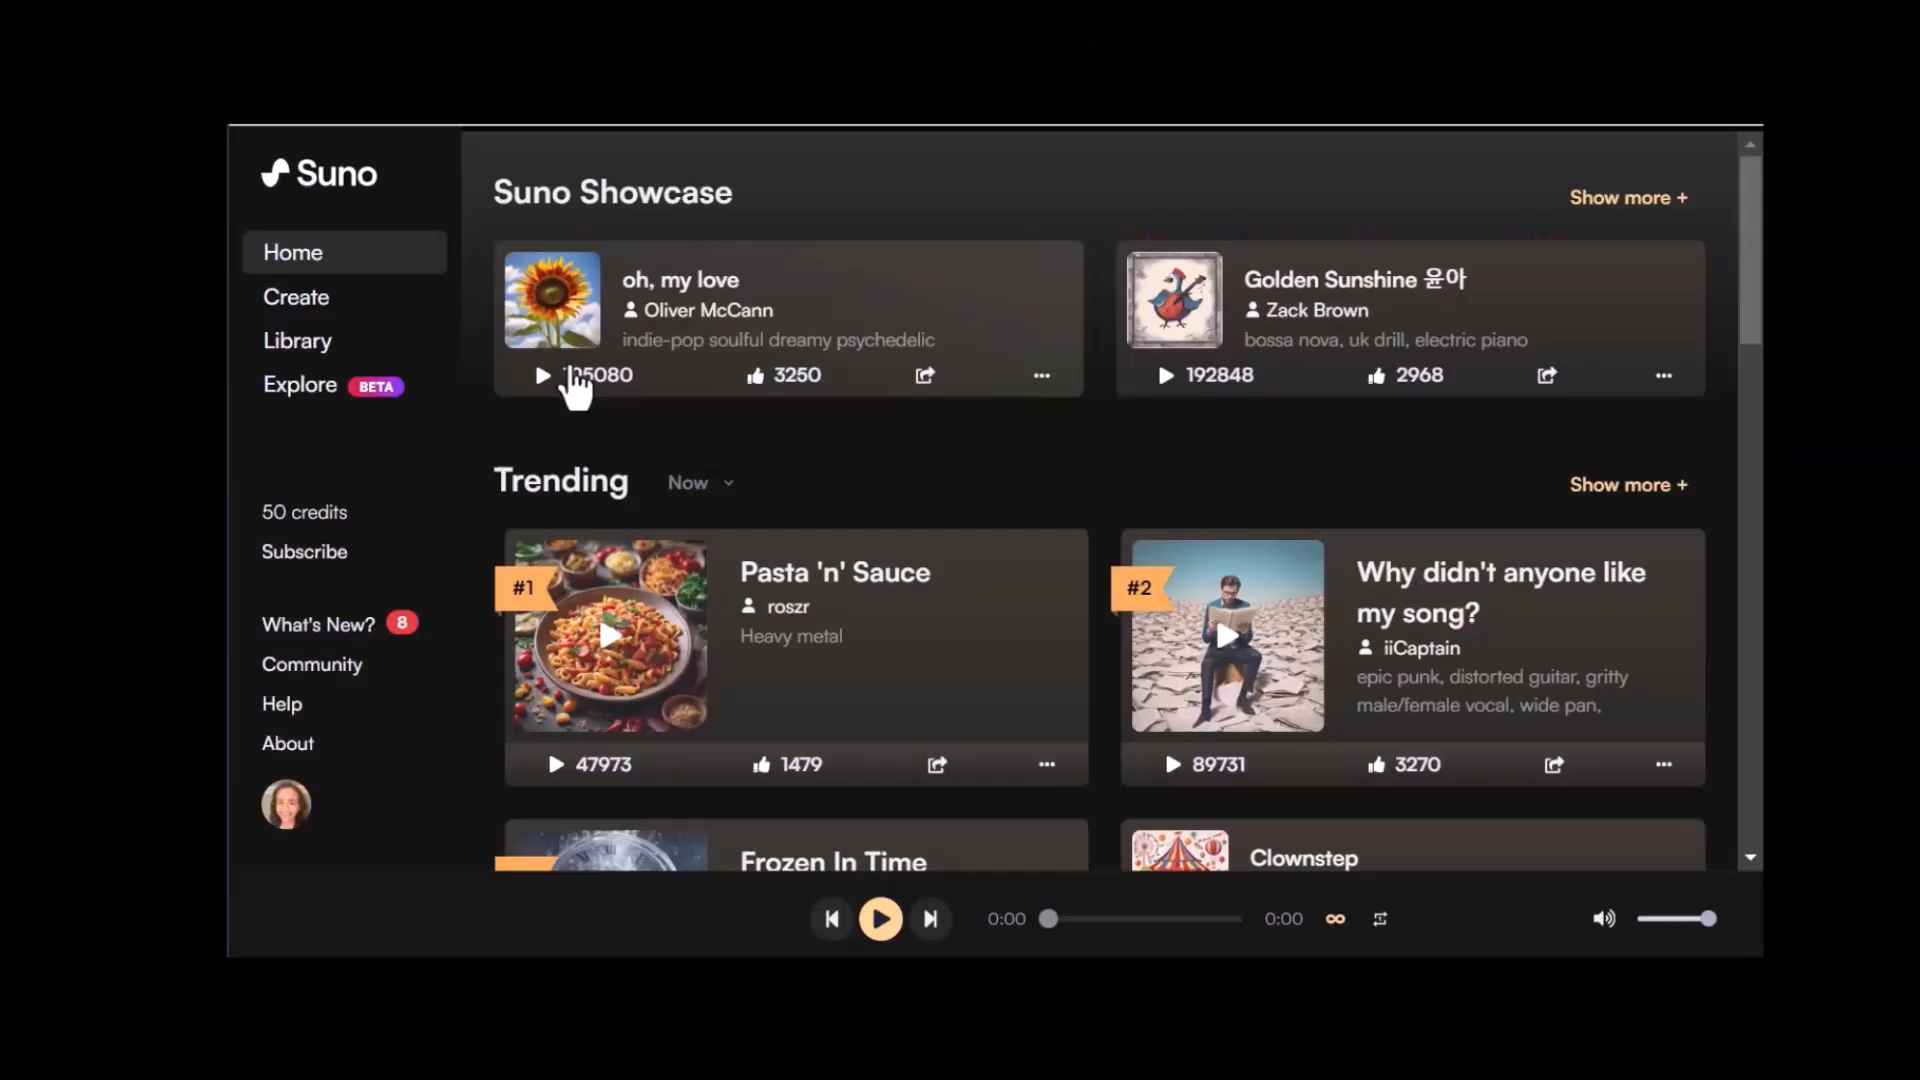 Suno
Home
Create
Library
Explore BETA
50 credits
Subscribe
What's New? 8
Community
Help
About
Suno Showcase
Show more +
oh, my love
Oliver McCann
indie-pop soulful dreamy psychedelic
3250
Golden Sunshine 윤아
Zack Brown
bossa nova, uk drill, electric piano
192848 2968
Trending Now
Show more +
#1
Pasta 'n' Sauce
roszr
Heavy metal
47973 1479
#2
Why didn't anyone like
my song?
iiCaptain
epic punk, distorted guitar, gritty
male/female vocal, wide pan,
89731 3270
Frozen In Time
Clownstep
0:00 0:00